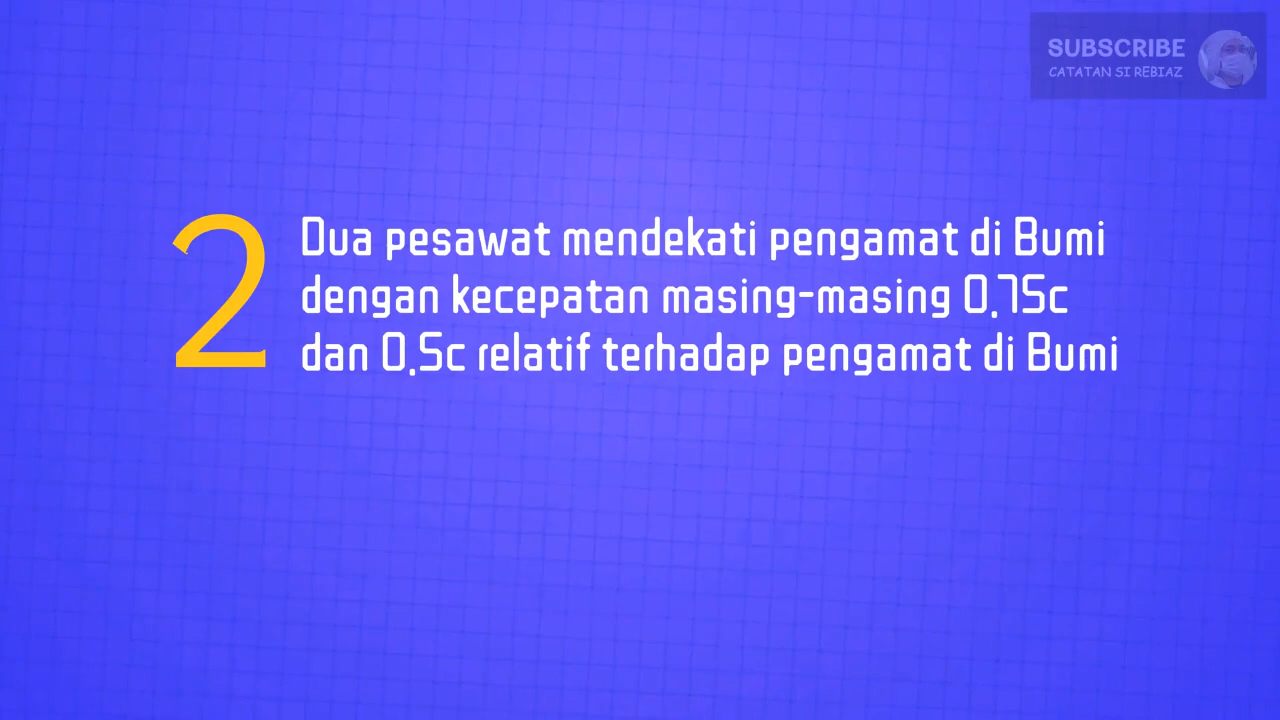 SUBSCRIBE
CATATAN SI REBIAZ
2
Dua pesawat mendekati pengamat di Bumi
dengan kecepatan masing-masing 0,75c
dan 0,5c relatif terhadap pengamat di Bumi